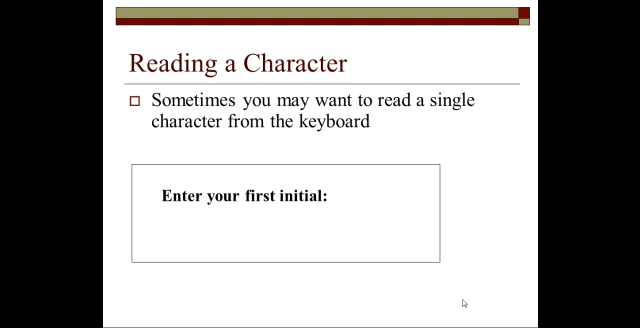 Reading a Character
Sometimes you may want to read a single
character from the keyboard
Enter your first initial: